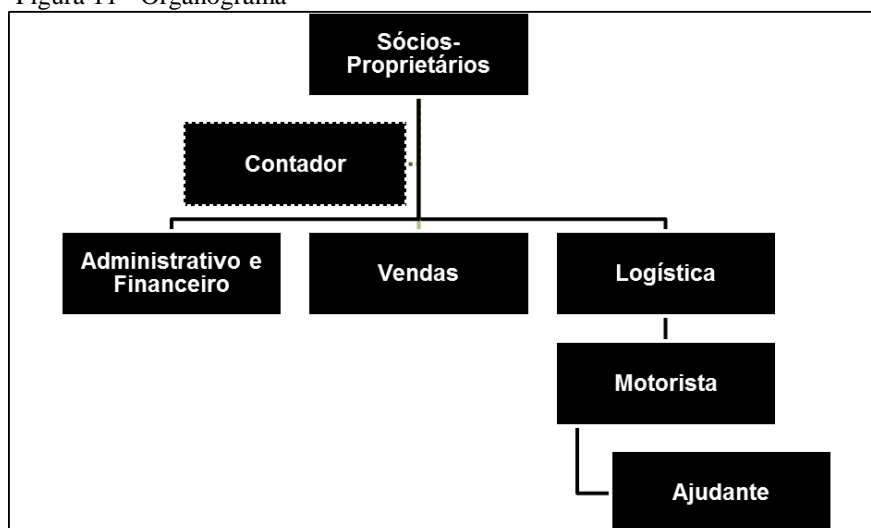 Figura 11 - Organograma
Sócios-
Proprietários
Contador
Administrativo e
Financeiro
Vendas
Logística
Motorista
Ajudante